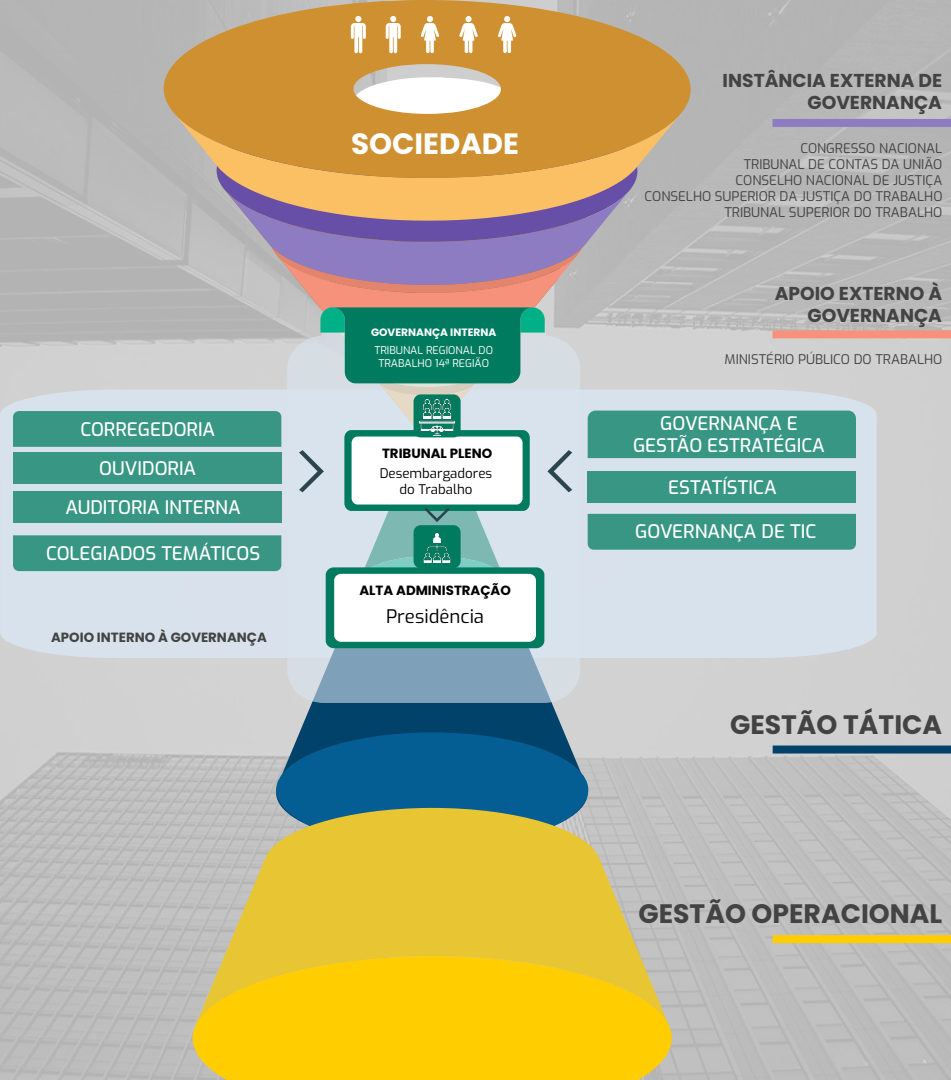 SOCIEDADE
INSTÂNCIA EXTERNA DE
GOVERNANÇA
CONGRESSO NACIONAL
TRIBUNAL DE CONTAS DA UNIÃO
CONSELHO NACIONAL DE JUSTIÇA
CONSELHO SUPERIOR DA JUSTIÇA DO TRABALHO
TRIBUNAL SUPERIOR DO TRABALHO
APOIO EXTERNO À
GOVERNANÇA
MINISTÉRIO PÚBLICO DO TRABALHO
GOVERNANÇA INTERNA
TRIBUNAL REGIONAL DO
TRABALHO 14ª REGIÃO
CORREGEDORIA
OUVIDORIA
AUDITORIA INTERNA
COLEGIADOS TEMÁTICOS
TRIBUNAL PLENO
Desembargadores
do Trabalho
GOVERNANÇA E
GESTÃO ESTRATÉGICA
ESTATÍSTICA
GOVERNANÇA DE TIC
ALTA ADMINISTRAÇÃO
Presidência
APOIO INTERNO À GOVERNANÇA
GESTÃO TÁTICA
GESTÃO OPERACIONAL